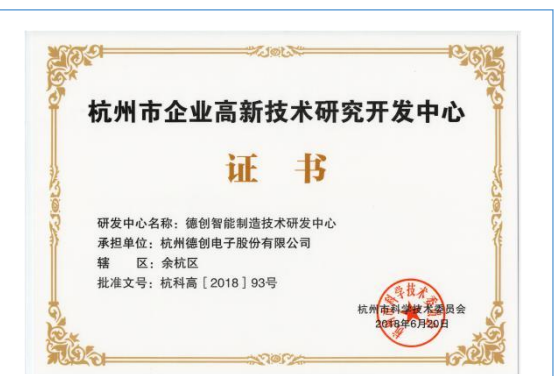 杭州市企业高新技术研究开发中心
证 书
研发中心名称：德创智能制造技术研发中心
承担单位：杭州德创电子股份有限公司
辖 区：余杭区
批准文号：杭科高［2018］93号
杭州市科学技术委员会
2018年6月20日